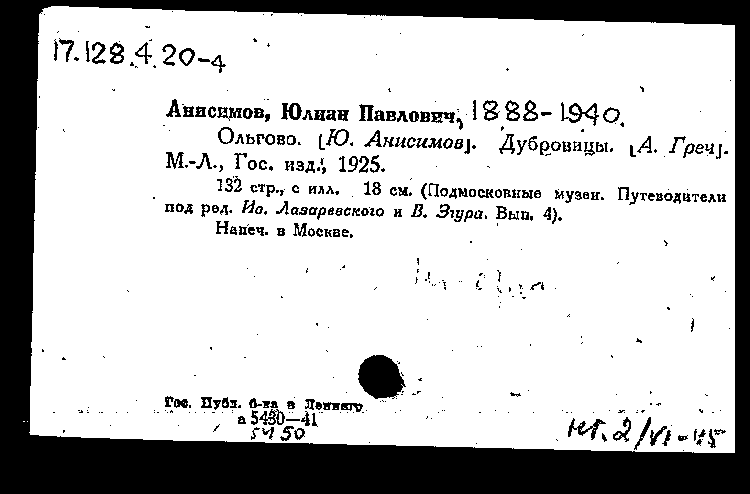 17.128.4.20-4
Анисимов, Юлиан Павлович, 1888-1940.
Ольгово. [Ю. Анисимов]. Дубровицы. [А. Греч].
М.-Л., Гос. изд., 1925.
132 стр., с илл. 18 см. (Подмосковные музеи. Путеводители
под ред. Ив. Лазаревского и В. Згура. Вып. 4).
Напеч. в Москве.
Гос. Публ. б-ка в Ленингр.
а 5430—41
5450